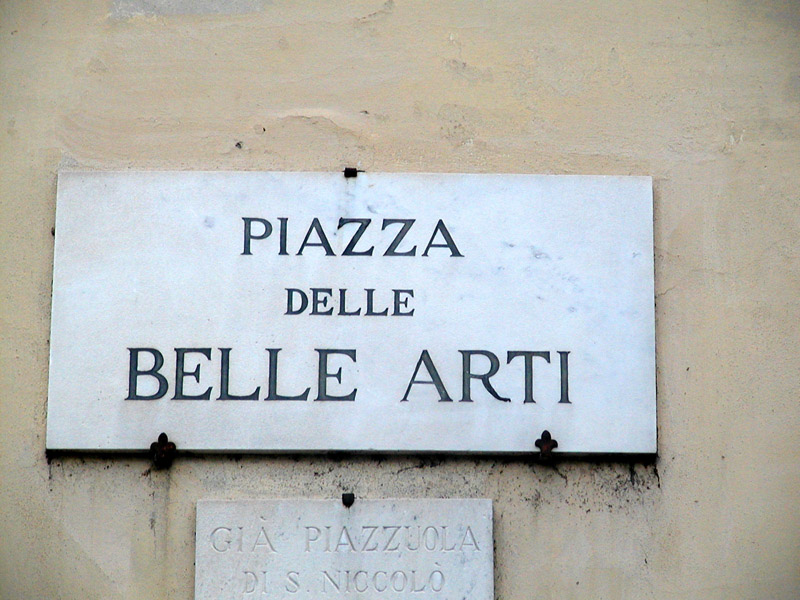 PIAZZA
DELLE
BELLE ARTI
GIÀ PIAZZUOLA
DI S. NICCOLÒ